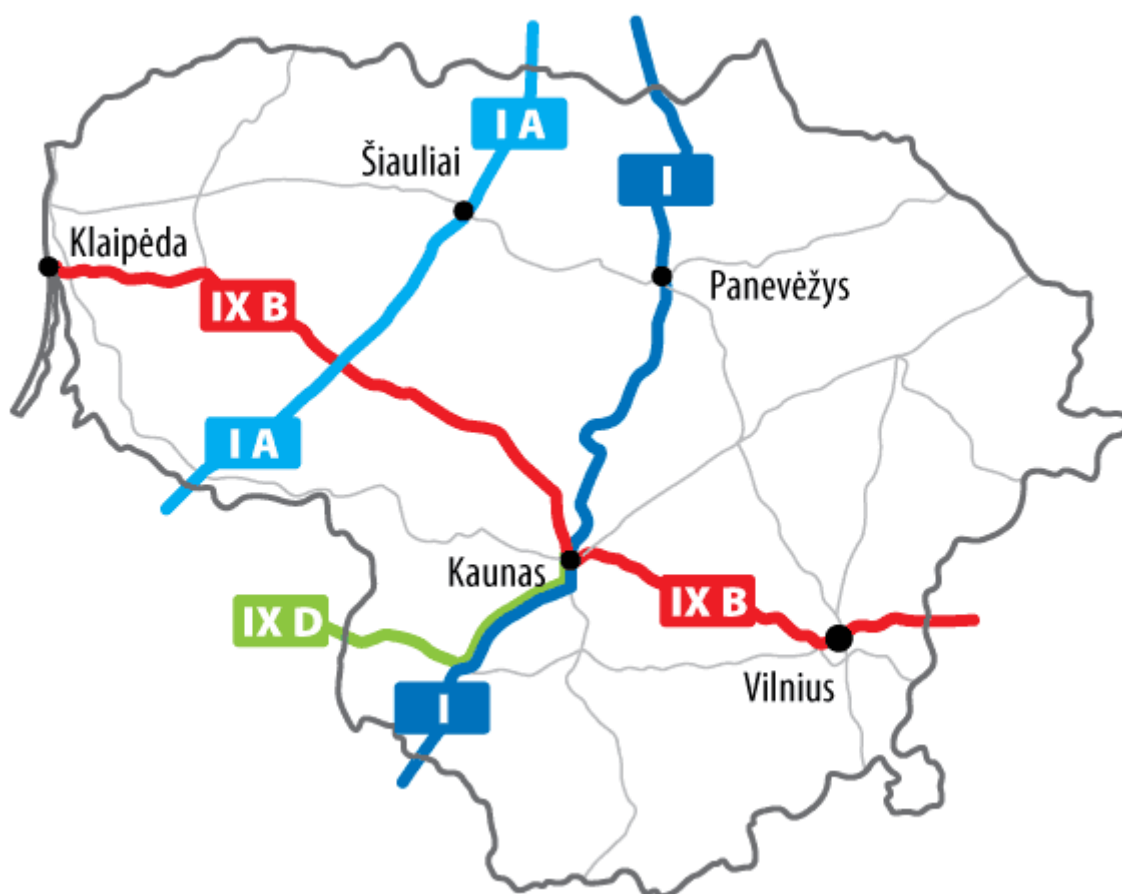 I A
Šiauliai
I
Klaipėda
Panevėžys
IX B
I A
Kaunas
IX B
IX D
Vilnius
I